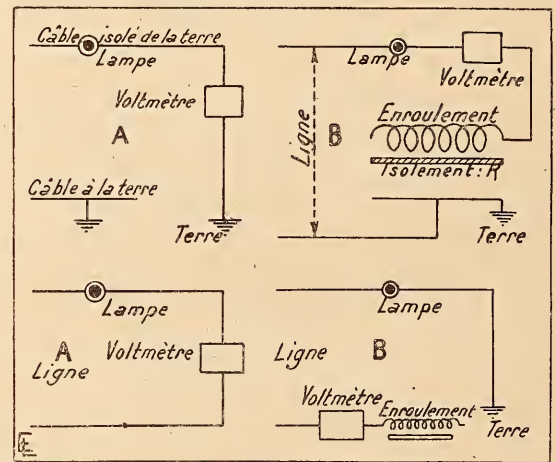 Câble isolé de la terre
Lampe
Voltmètre
A
Câble à la terre
Terre
Lampe
Voltmètre
Ligne
B
Enroulement
Isolement: R
Terre
Lampe
A
Voltmètre
Ligne
Lampe
Ligne
B
Voltmètre
Enroulement
Terre